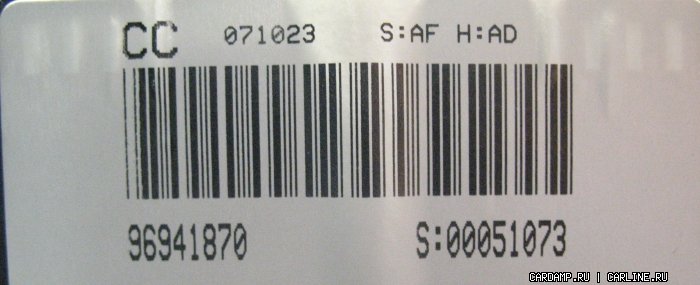 CC 071023 S:AF H:AD
96941870 S:00051073
CARDAMP.RU | CARLINE.RU